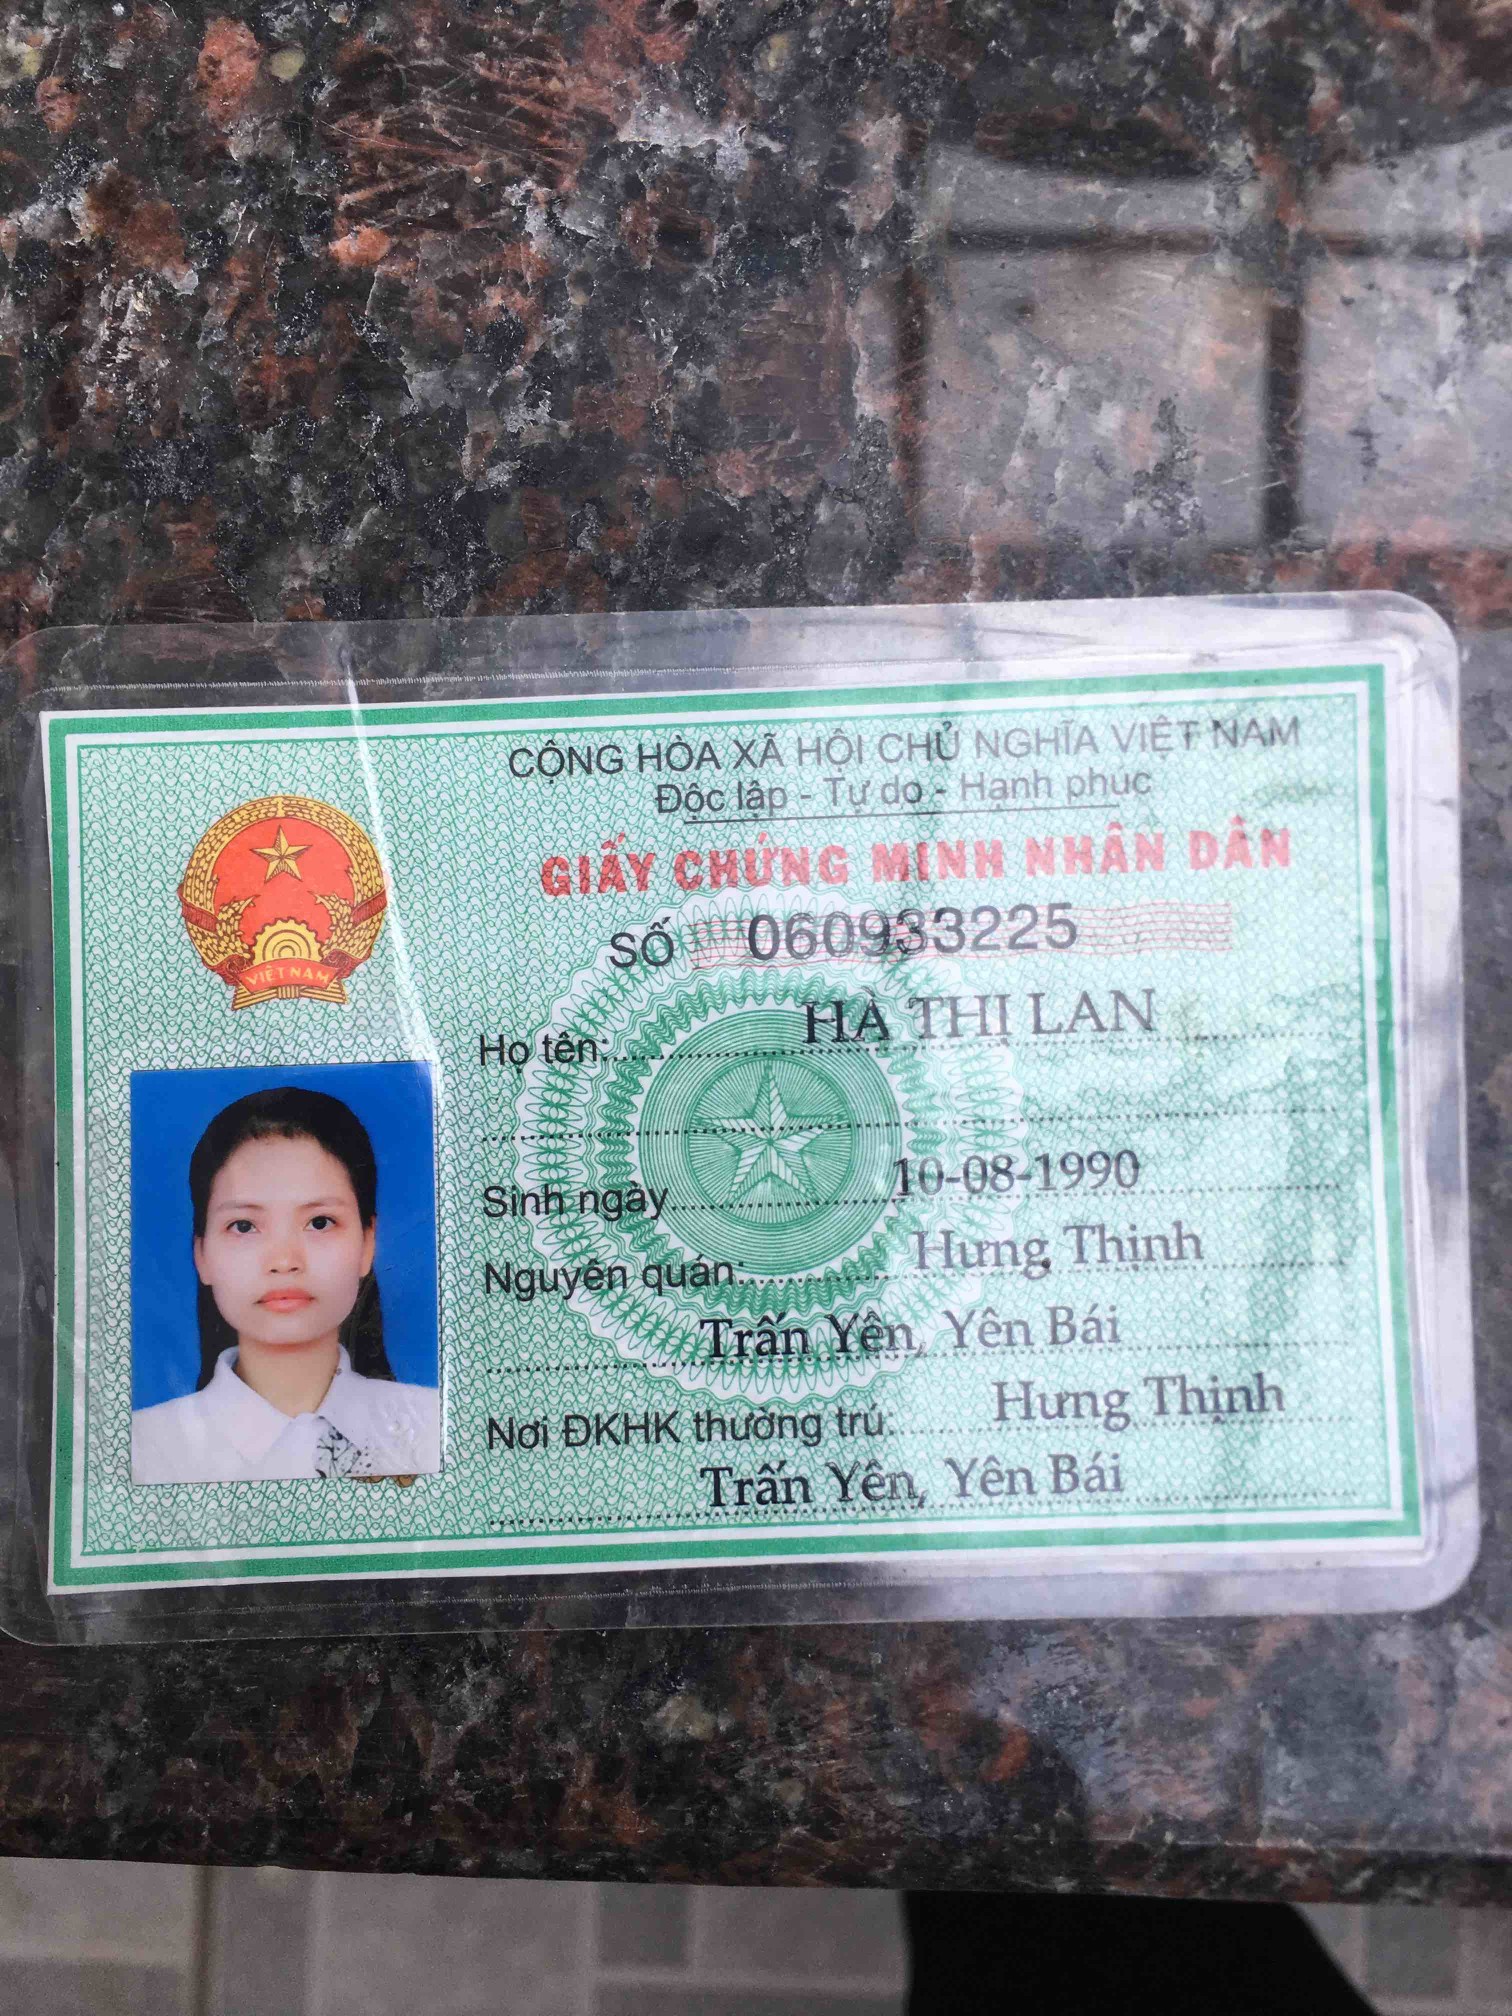 CỘNG HÒA XÃ HỘI CHỦ NGHĨA VIỆT NAM
Độc lập - Tự do - Hạnh phúc
GIẤY CHỨNG MINH NHÂN DÂN
SỐ 060933225
Họ tên: HÀ THỊ LAN
Sinh ngày 10-08-1990
Nguyên quán: Hưng Thịnh
Trấn Yên, Yên Bái
Nơi ĐKHK thường trú: Hưng Thịnh
Trấn Yên, Yên Bái
VIỆT NAM